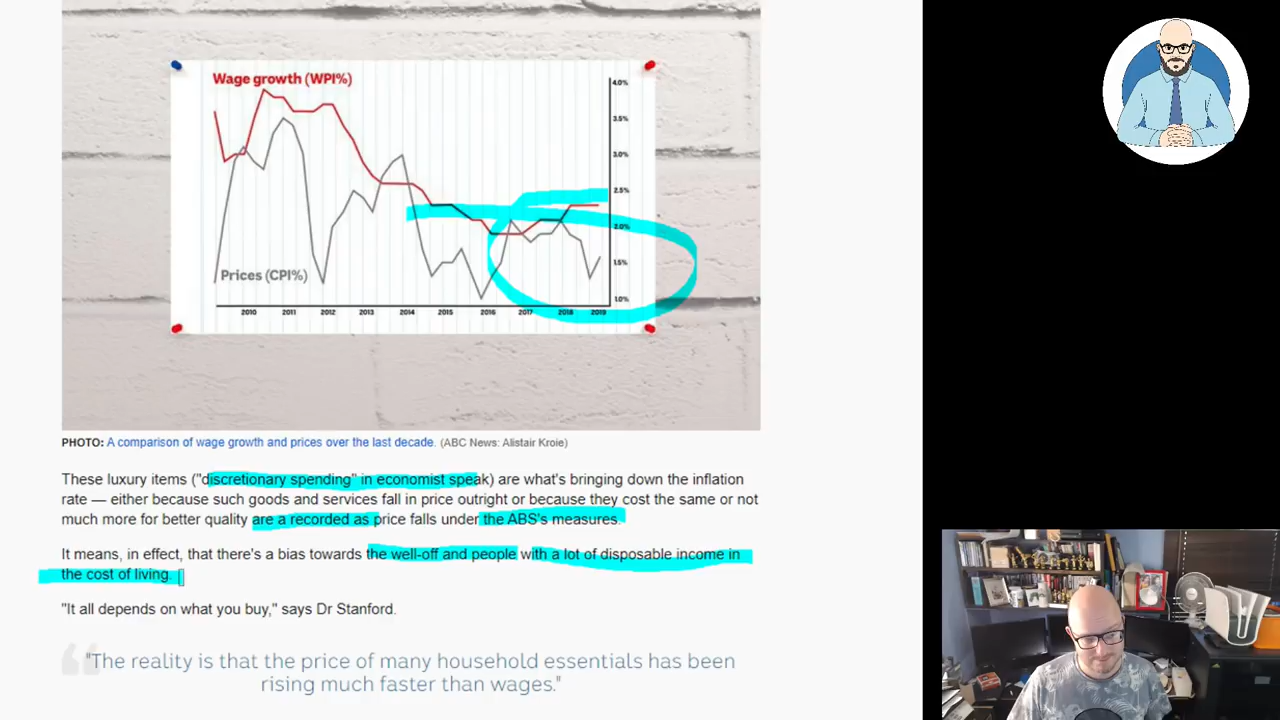 Wage growth (WPI%)
4.0%
3.5%
3.0%
2.5%
2.0%
1.5%
1.0%
Prices (CPI%)
2010 2011 2012 2013 2014 2015 2016 2017 2018 2019
PHOTO: A comparison of wage growth and prices over the last decade. (ABC News: Alistair Kroie)
These luxury items ("discretionary spending" in economist speak) are what's bringing down the inflation
rate — either because such goods and services fall in price outright or because they cost the same or not
much more for better quality are a recorded as price falls under the ABS's measures.
It means, in effect, that there's a bias towards the well-off and people with a lot of disposable income in
the cost of living.
"It all depends on what you buy," says Dr Stanford.
"The reality is that the price of many household essentials has been
rising much faster than wages."